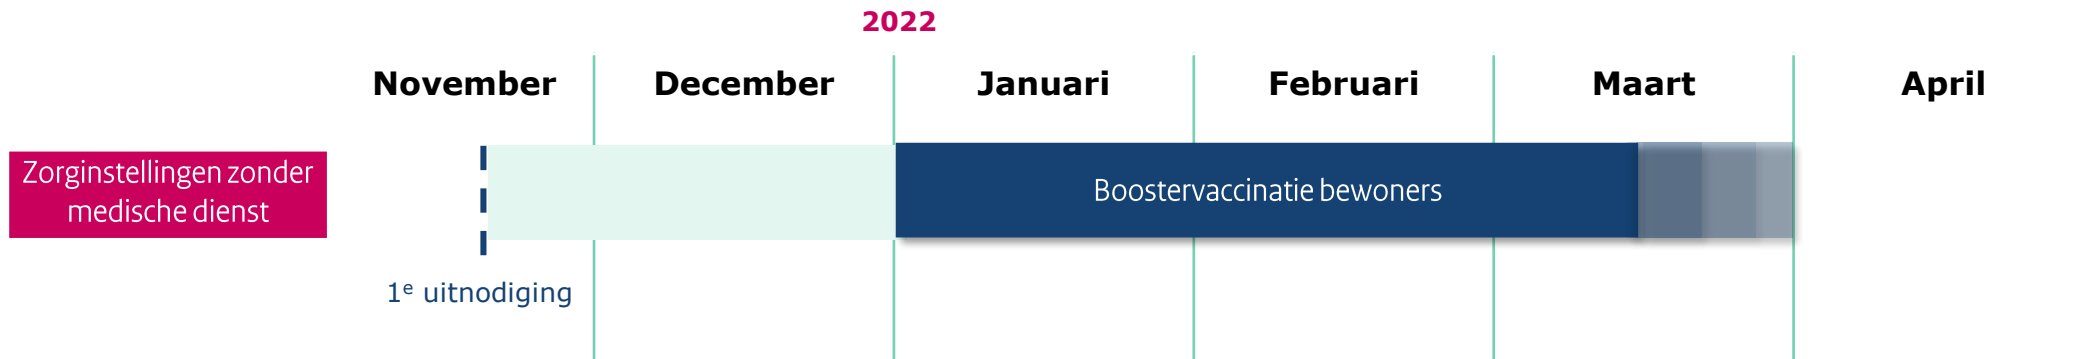 2022
November December Januari Februari Maart April
Zorginstellingen zonder
medische dienst
Boostervaccinatie bewoners
1e uitnodiging